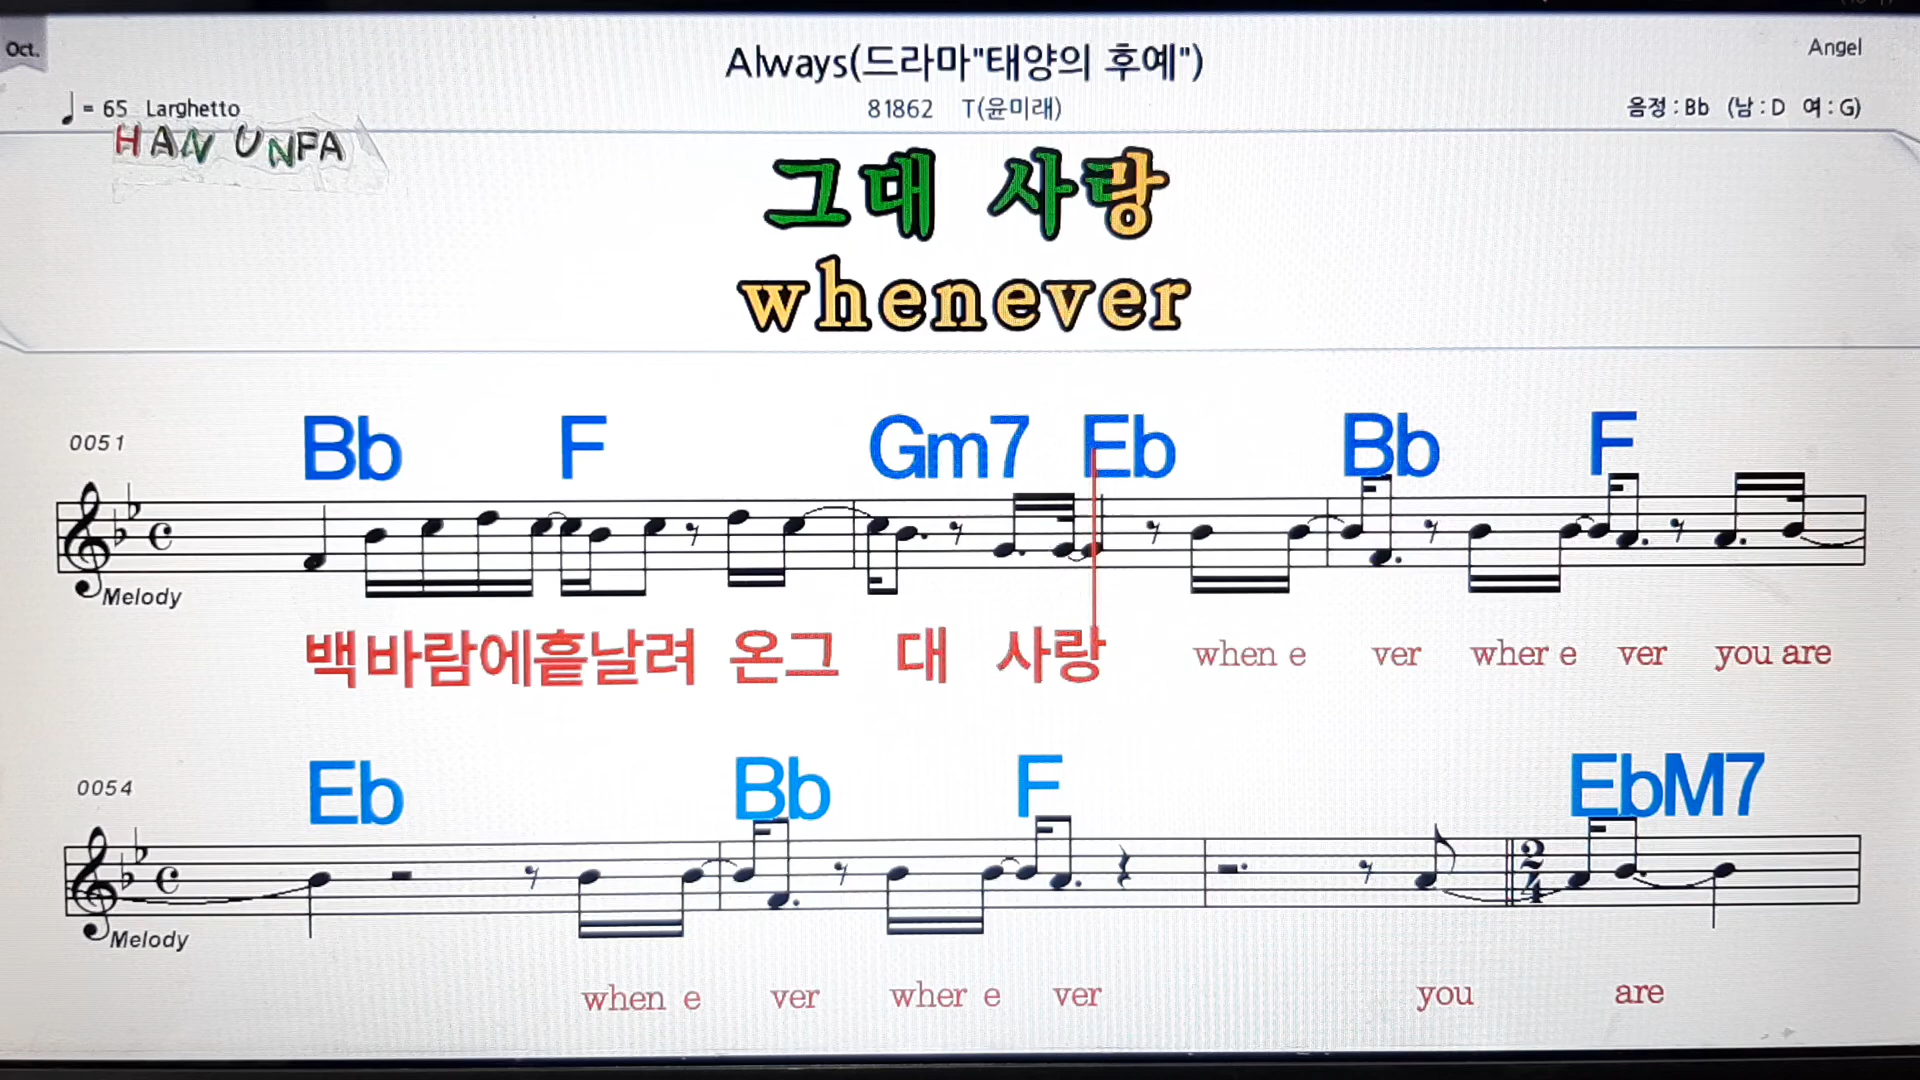 Oct.
Always(드라마"태양의 후예")
Angel
♩ = 65 Larghetto
81862 T(윤미래)
음정 : Bb (남 : D 여 : G)
HAN UNFA
그대 사랑
whenever
0051
Bb F Gm7 Eb Bb F
Melody
백바람에흩날려 온그 대 사랑 when e ver wher e ver you are
0054
Eb Bb F EbM7
2
4
Melody
when e ver wher e ver you are